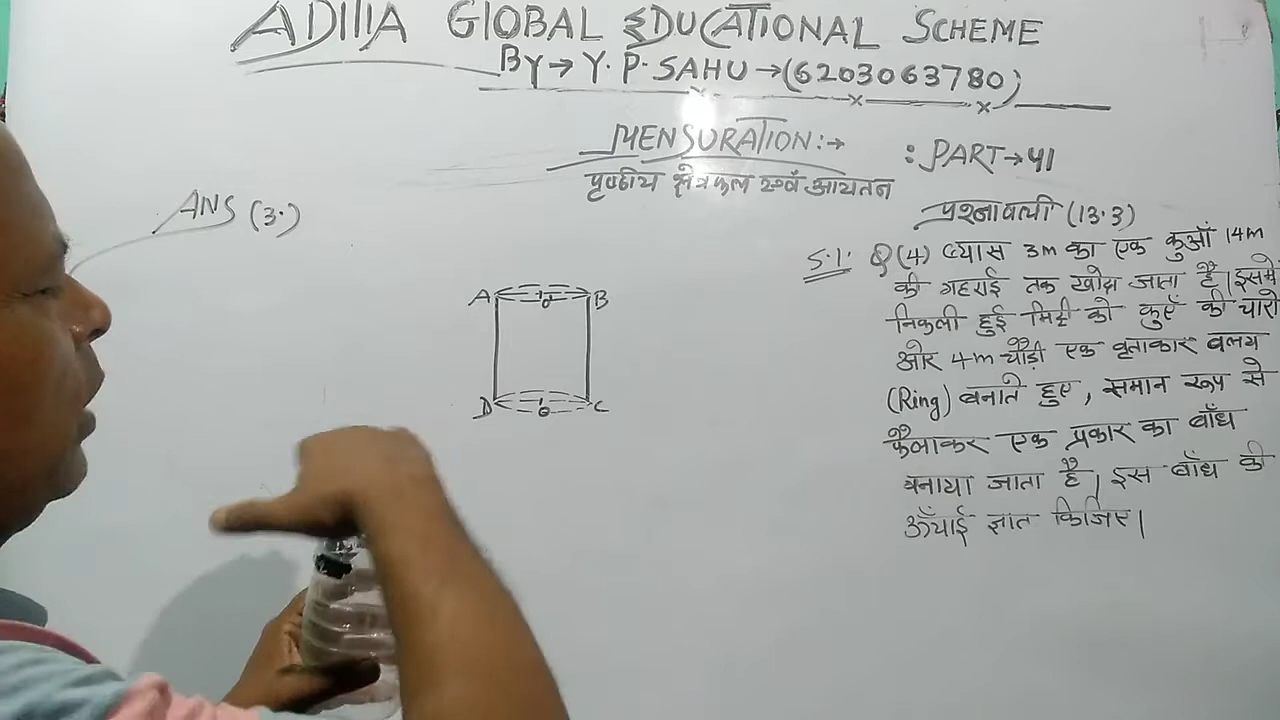 ADITYA GLOBAL EDUCATIONAL SCHEME
By → Y. P. SAHU → (6203063780)
MENSURATION :→
: PART → 41
पृष्ठीय क्षेत्रफल एवं आयतन
ANS (3.)
प्रश्नावली (13.3)
S.1. Q(4) व्यास 3m का एक कुआँ 14m
की गहराई तक खोदा जाता है। इससे
निकली हुई मिट्टी को कुएँ की चारो
ओर 4m चौड़ी एक वृताकार वलय
(Ring) बनाते हुए, समान रूप से
फैलाकर एक प्रकार का बाँध
बनाया जाता है। इस बाँध की
ऊँचाई ज्ञात किजिए।
A B
D C